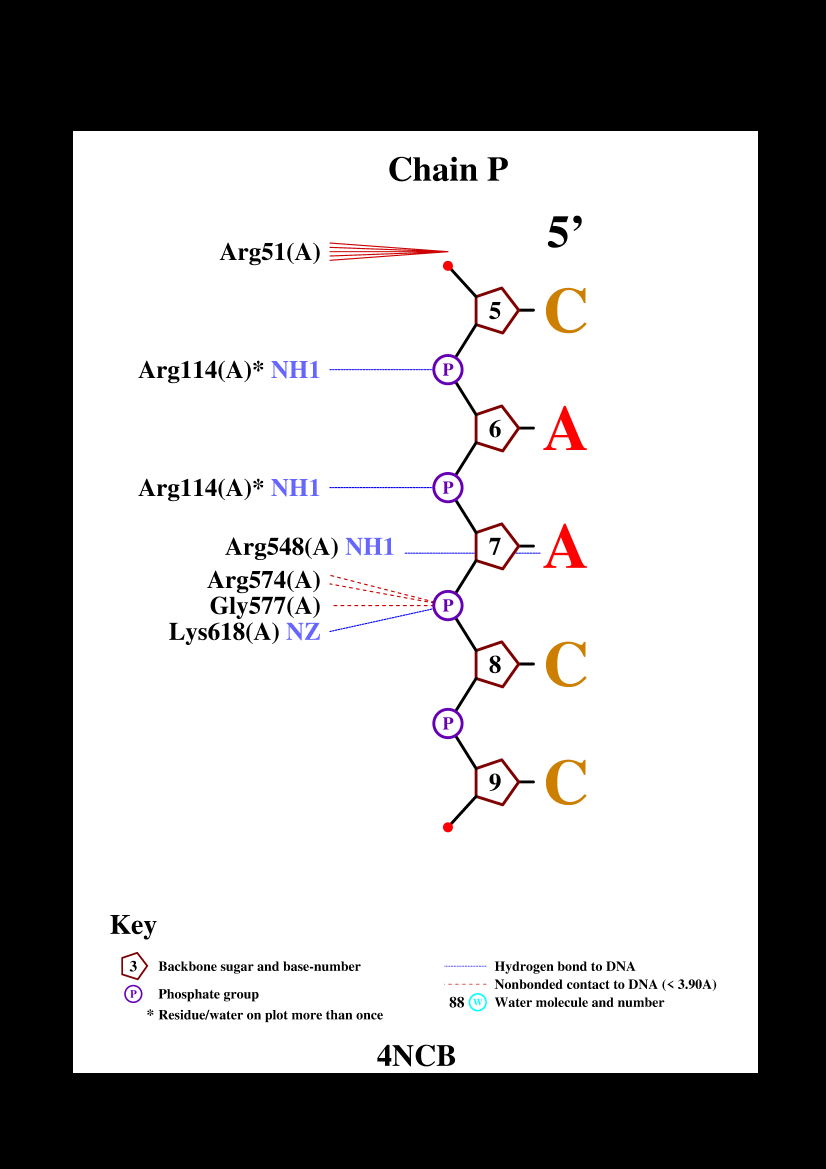 Chain P
5’
Arg51(A)
5 C
Arg114(A)* NH1 P
6 A
Arg114(A)* NH1 P
Arg548(A) NH1 7 A
Arg574(A)
Gly577(A) P
Lys618(A) NZ
8 C
P
9 C
Key
3 Backbone sugar and base-number
P Phosphate group
* Residue/water on plot more than once
Hydrogen bond to DNA
Nonbonded contact to DNA (< 3.90A)
88 W Water molecule and number
4NCB